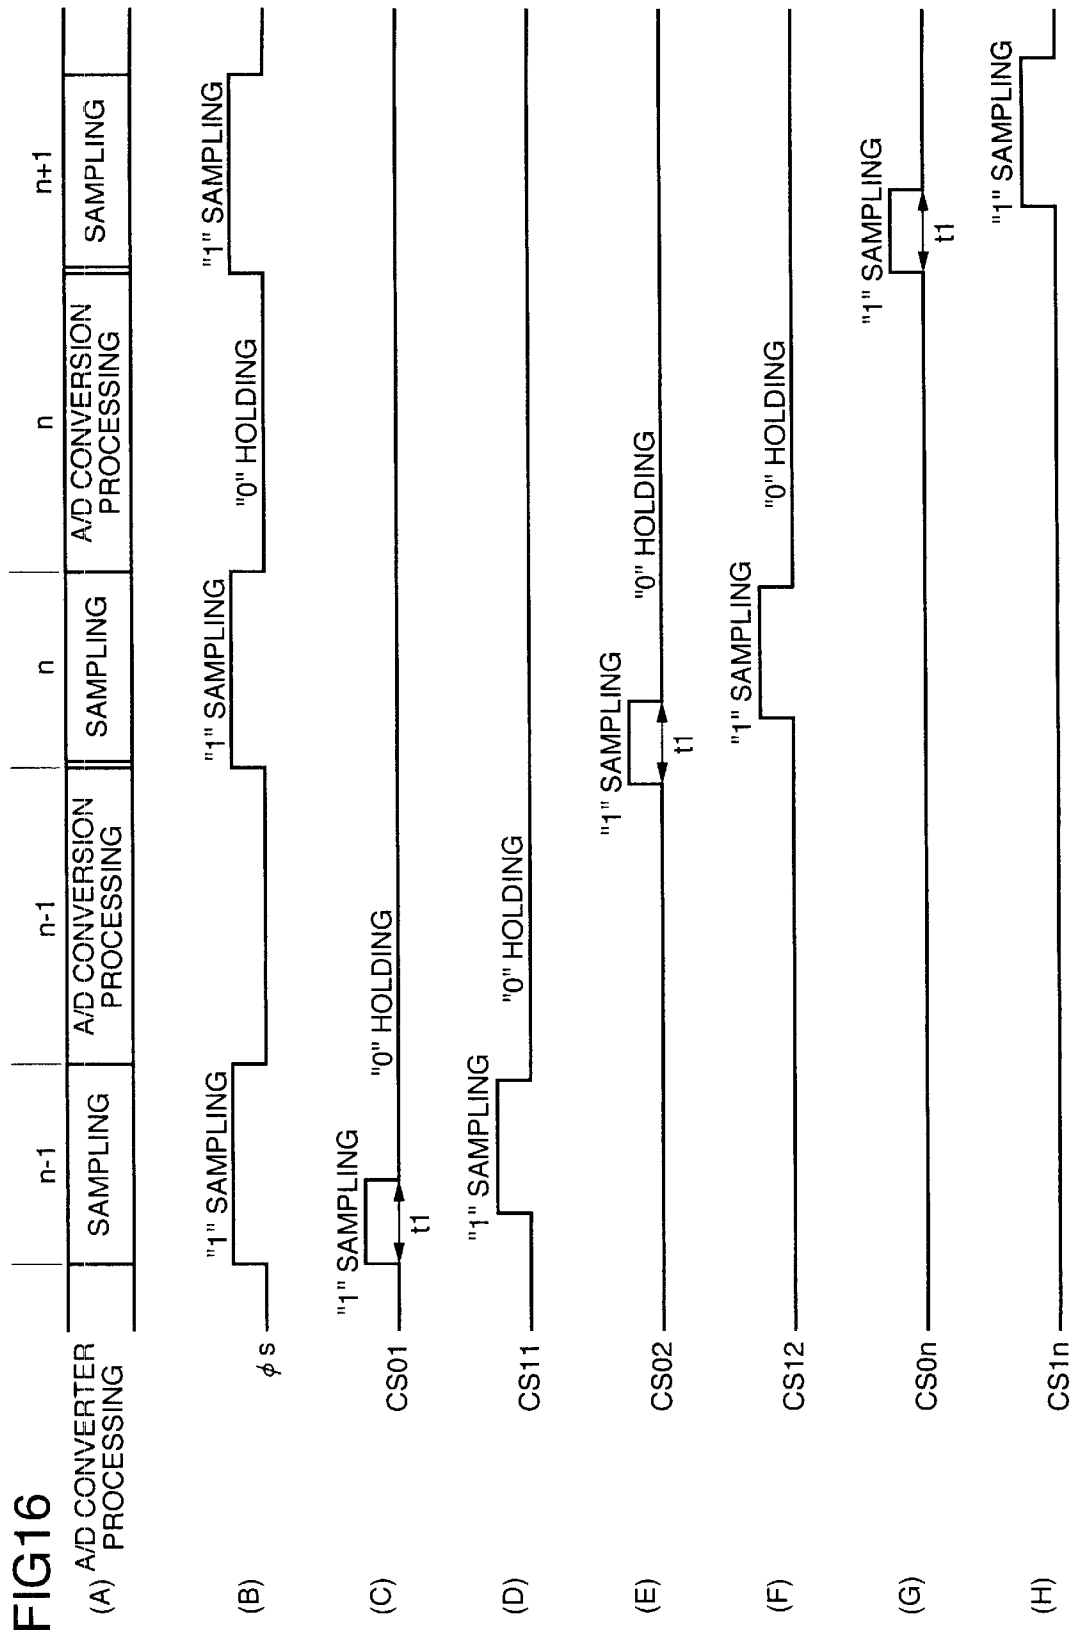 FIG16
n-1 n-1 n n n+1
(A) A/D CONVERTER
PROCESSING
SAMPLING
A/D CONVERSION
PROCESSING
SAMPLING
A/D CONVERSION
PROCESSING
SAMPLING
(B) φs "1" SAMPLING "1" SAMPLING "0" HOLDING "1" SAMPLING
(C) CS01 "1" SAMPLING "0" HOLDING
t1
(D) CS11 "1" SAMPLING "0" HOLDING
(E) CS02 "1" SAMPLING "0" HOLDING
t1
(F) CS12 "1" SAMPLING "0" HOLDING
(G) CS0n "1" SAMPLING
t1
(H) CS1n "1" SAMPLING